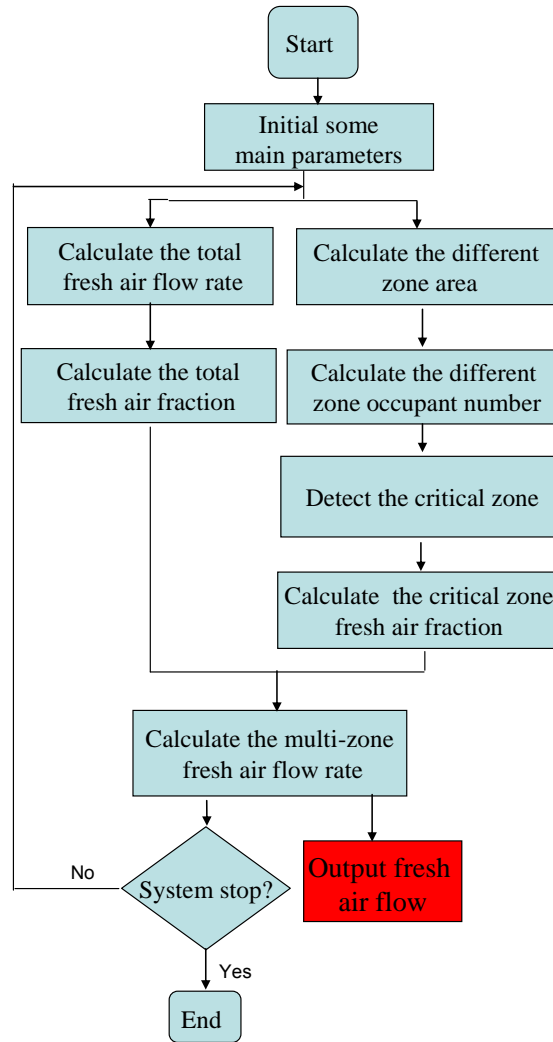 Start
Initial some
main parameters
Calculate the total
fresh air flow rate
Calculate the different
zone area
Calculate the total
fresh air fraction
Calculate the different
zone occupant number
Detect the critical zone
Calculate the critical zone
fresh air fraction
Calculate the multi-zone
fresh air flow rate
No
System stop?
Output fresh
air flow
Yes
End